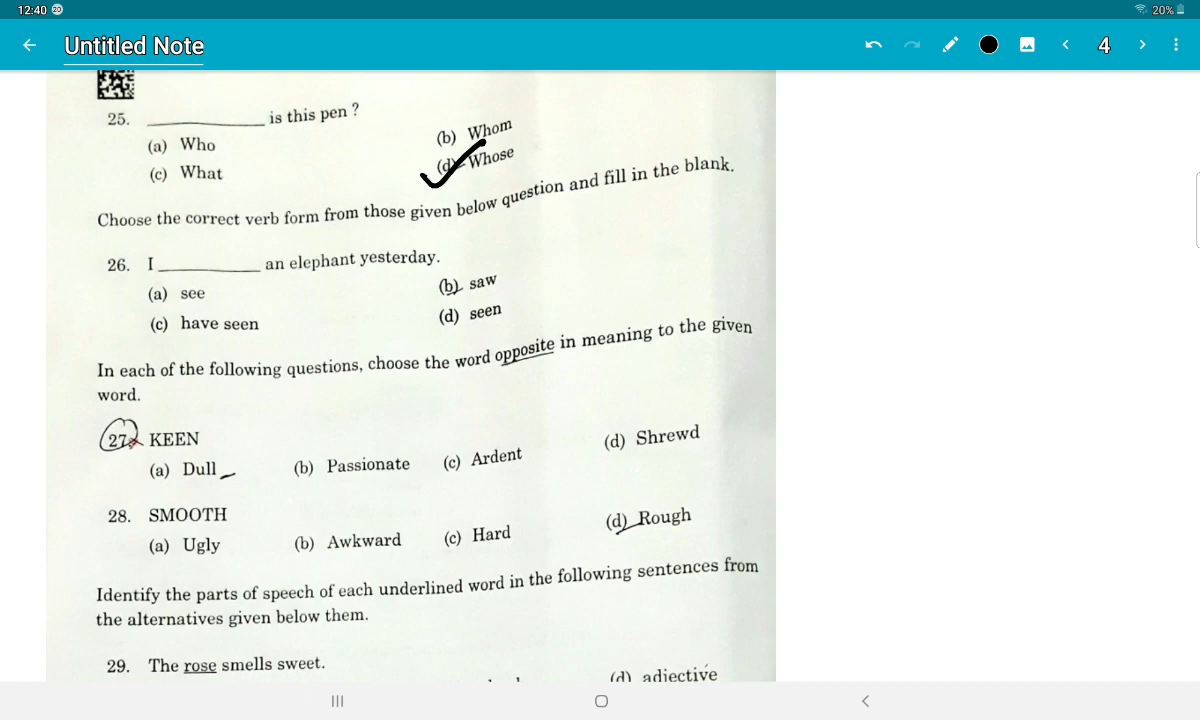 12:40 20 20%
Untitled Note 4
25. ____________ is this pen ?
(a) Who (b) Whom
(c) What (d) Whose
Choose the correct verb form from those given below question and fill in the blank.
26. I ____________ an elephant yesterday.
(a) see (b) saw
(c) have seen (d) seen
In each of the following questions, choose the word opposite in meaning to the given
word.
27. KEEN
(a) Dull (b) Passionate (c) Ardent (d) Shrewd
28. SMOOTH
(a) Ugly (b) Awkward (c) Hard (d) Rough
Identify the parts of speech of each underlined word in the following sentences from
the alternatives given below them.
29. The rose smells sweet.
(d) adjective